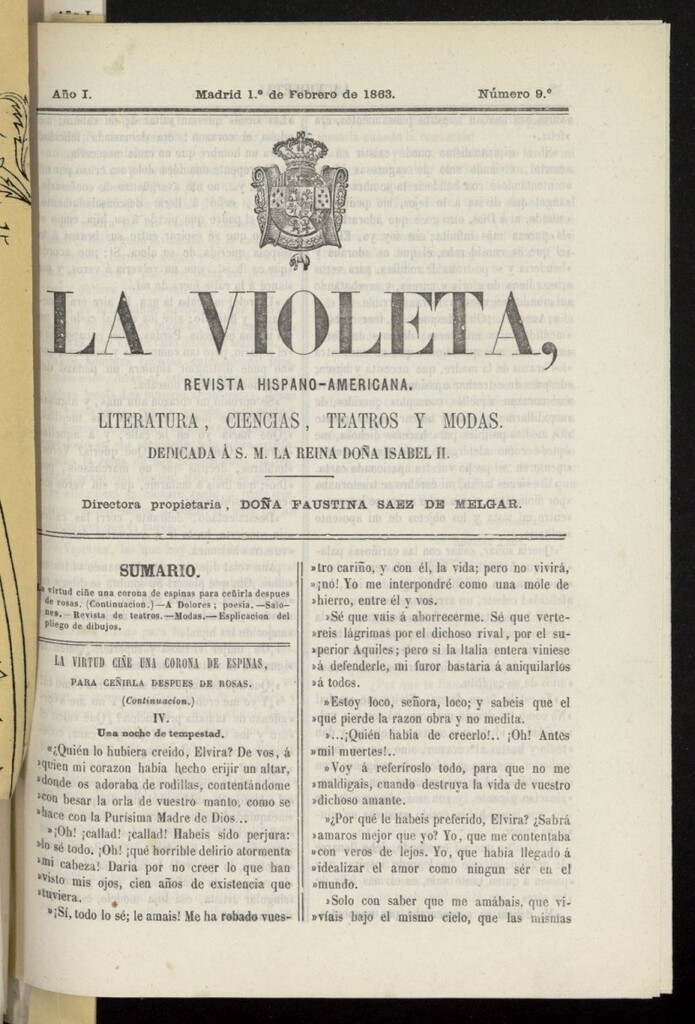 Año I.
Madrid 1.º de Febrero de 1863.
Número 9.º
LA VIOLETA,
REVISTA HISPANO-AMERICANA.
LITERATURA, CIENCIAS, TEATROS Y MODAS.
DEDICADA Á S. M. LA REINA DOÑA ISABEL II.
Directora propietaria, DOÑA FAUSTINA SAEZ DE MELGAR.
SUMARIO.
La virtud ciñe una corona de espinas para ceñirla despues
de rosas. (Continuacion.)—A Dolores; poesia.—Salo-
nes.—Revista de teatros.—Modas.—Esplicacion del
pliego de dibujos.
LA VIRTUD CIÑE UNA CORONA DE ESPINAS,
PARA CEÑIRLA DESPUES DE ROSAS.
(Continuacion.)
IV.
Una noche de tempestad.
«¿Quién lo hubiera creido, Elvira? De vos, á
»quien mi corazon habia hecho erijir un altar,
»donde os adoraba de rodillas, contentándome
»con besar la orla de vuestro manto, como se
»hace con la Purísima Madre de Dios...
»¡Oh! ¡callad! ¡callad! Habeis sido perjura:
»lo sé todo. ¡Oh! ¡qué horrible delirio atormenta
»mi cabeza! Daria por no creer lo que han
»visto mis ojos, cien años de existencia que
»tuviera.
»¡Sí, todo lo sé; le amais! Me ha robado vues-
»tro cariño, y con él, la vida; pero no vivirá,
»¡nó! Yo me interpondré como una mole de
»hierro, entre él y vos.
»Sé que vais á aborrecerme. Sé que verte-
»reis lágrimas por el dichoso rival, por el su-
»perior Aquiles; pero si la Italia entera viniese
»á defenderle, mi furor bastaria á aniquilarlos
»á todos.
»Estoy loco, señora, loco; y sabeis que el
»que pierde la razon obra y no medita.
»...¡Quién habia de creerlo!.. ¡Oh! Antes
»mil muertes!..
»Voy á referíroslo todo, para que no me
»maldigais, cuando destruya la vida de vuestro
»dichoso amante.
»¿Por qué le habeis preferido, Elvira? ¿Sabrá
»amaros mejor que yo? Yo, que me contentaba
»con veros de lejos. Yo, que habia llegado á
»idealizar el amor como ningun sér en el
»mundo.
»Solo con saber que me amábais, que vi-
»víais bajo el mismo cielo, que las mismas